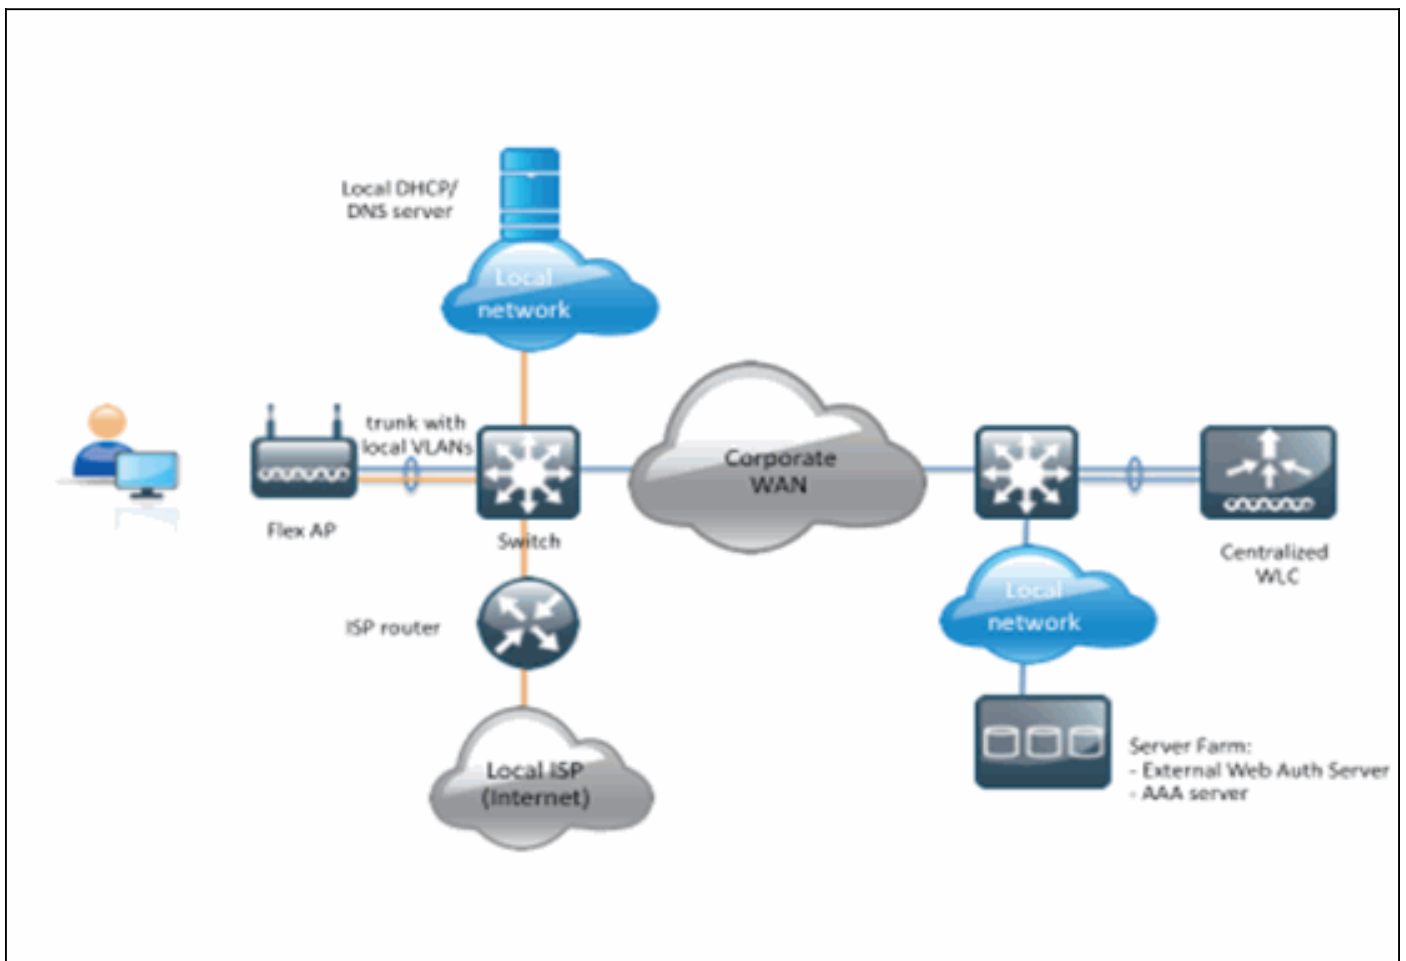 Local DHCP/
DNS server
Local
network
trunk with
local VLANs
Corporate
WAN
Flex AP
Switch
Centralized
WLC
ISP router
Local
network
Local ISP
(Internet)
Server Farm:
- External Web Auth Server
- AAA server